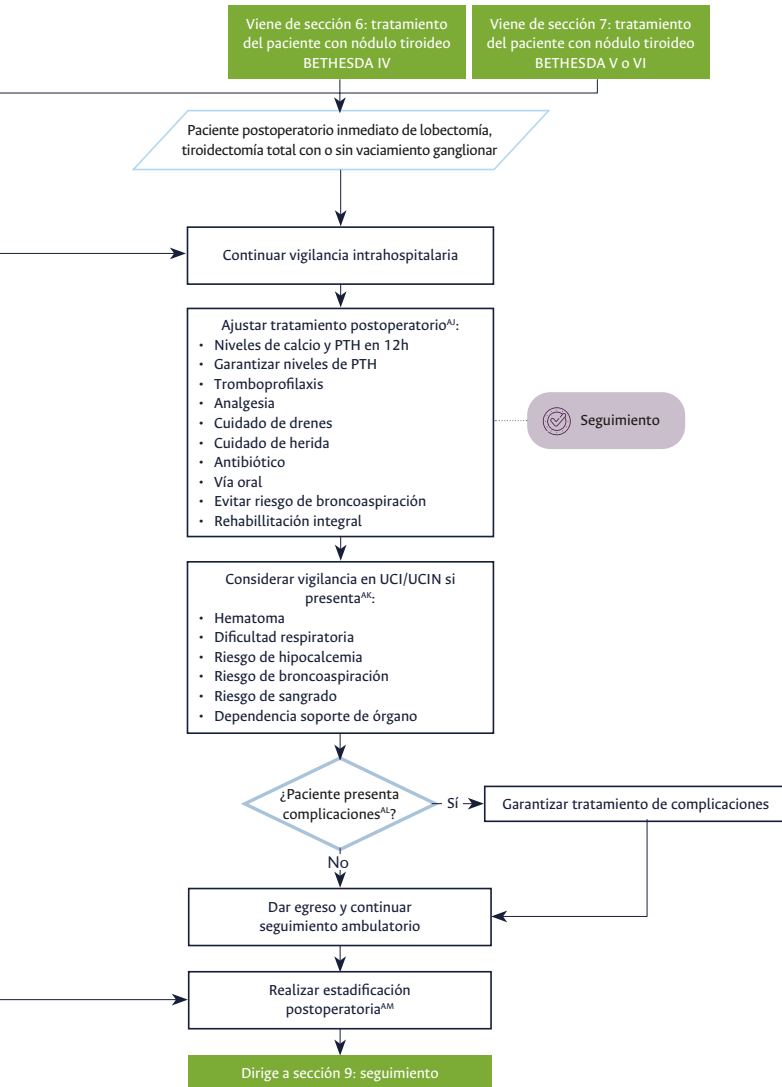 Viene de sección 6: tratamiento
del paciente con nódulo tiroideo
BETHESDA IV
Viene de sección 7: tratamiento
del paciente con nódulo tiroideo
BETHESDA V o VI
Paciente postoperatorio inmediato de lobectomía,
tiroidectomía total con o sin vaciamiento ganglionar
Continuar vigilancia intrahospitalaria
Ajustar tratamiento postoperatorioᴬᴶ:
• Niveles de calcio y PTH en 12h
• Garantizar niveles de PTH
• Tromboprofilaxis
• Analgesia
• Cuidado de drenes
• Cuidado de herida
• Antibiótico
• Vía oral
• Evitar riesgo de broncoaspiración
• Rehabillitación integral
Seguimiento
Considerar vigilancia en UCI/UCIN si
presentaᴬᴷ:
• Hematoma
• Dificultad respiratoria
• Riesgo de hipocalcemia
• Riesgo de broncoaspiración
• Riesgo de sangrado
• Dependencia soporte de órgano
¿Paciente presenta
complicacionesᴬᴸ?
Sí
Garantizar tratamiento de complicaciones
No
Dar egreso y continuar
seguimiento ambulatorio
Realizar estadificación
postoperatoriaᴬᴹ
Dirige a sección 9: seguimiento